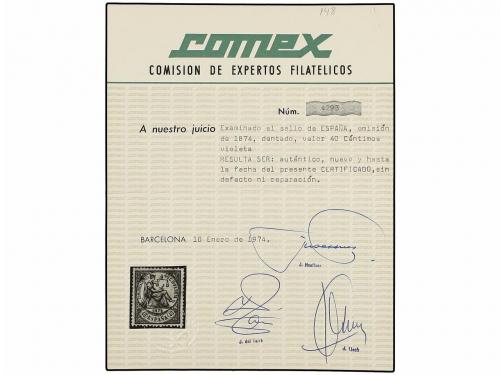 148
comex
COMISION DE EXPERTOS FILATELICOS
Núm. 4293
A nuestro juicio Examinado el sello de ESPAÑA, emisión
de 1874, dentado, valor 40 Céntimos
violeta
RESULTA SER: auténtico, nuevo y hasta
la fecha del presente CERTIFICADO, sin
defecto ni reparación.
BARCELONA 10 Enero de 1974.